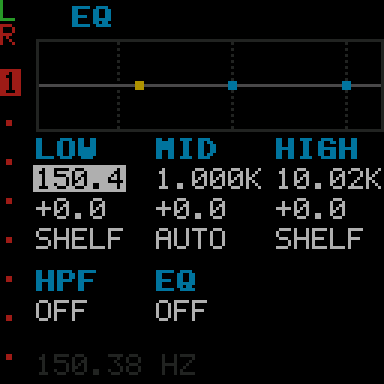 L
R
EQ
1
LOW MID HIGH
150.4 1.000K 10.02K
+0.0 +0.0 +0.0
SHELF AUTO SHELF
HPF EQ
OFF OFF
150.38 HZ